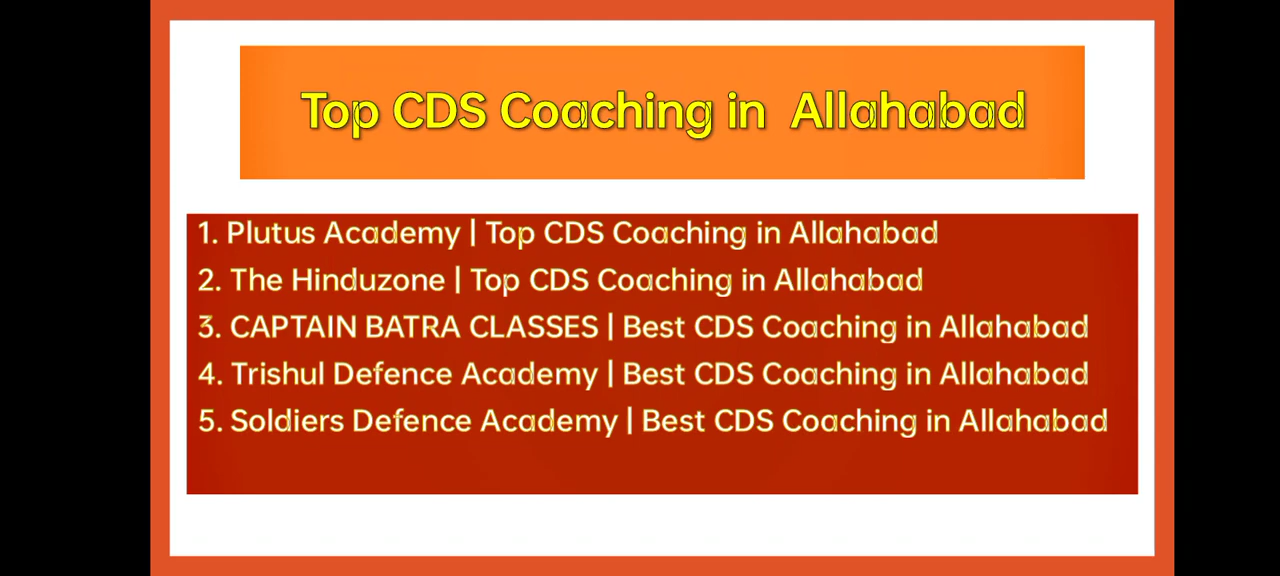 Top CDS Coaching in Allahabad
1. Plutus Academy | Top CDS Coaching in Allahabad
2. The Hinduzone | Top CDS Coaching in Allahabad
3. CAPTAIN BATRA CLASSES | Best CDS Coaching in Allahabad
4. Trishul Defence Academy | Best CDS Coaching in Allahabad
5. Soldiers Defence Academy | Best CDS Coaching in Allahabad